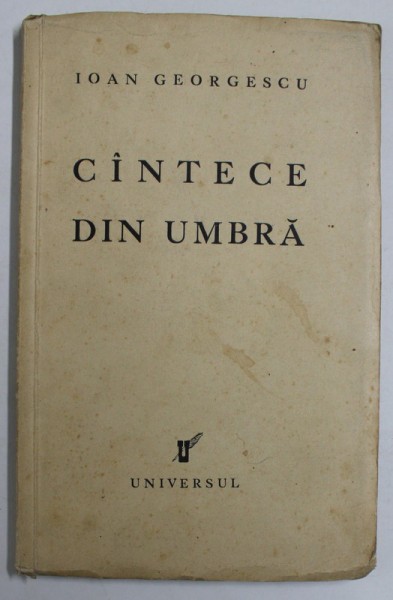 IOAN GEORGESCU
CÎNTECE
DIN UMBRĂ
U
UNIVERSUL